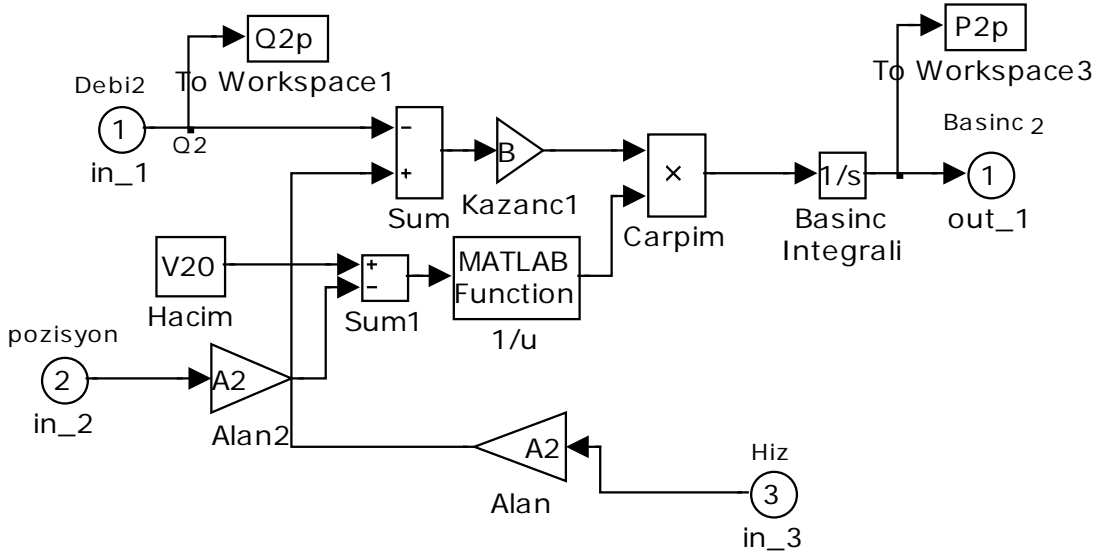 Q2p
To Workspace1
P2p
To Workspace3
Debi2
1
in_1
Q2
−
+
Sum
B
Kazanc1
×
Carpim
1/s
Basinc
Integrali
Basinc 2
1
out_1
V20
Hacim
+
−
Sum1
MATLAB
Function
1/u
pozisyon
2
in_2
A2
Alan2
A2
Alan
Hiz
3
in_3